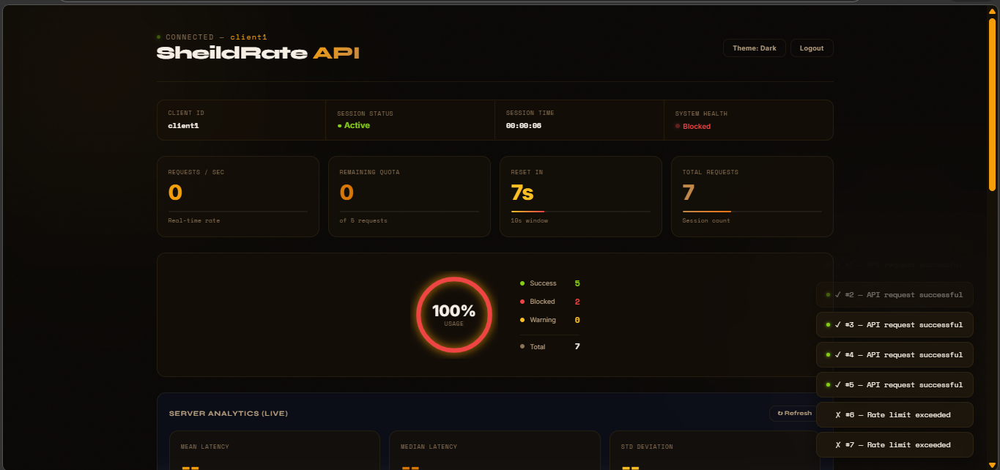 CONNECTED — client1
SheildRate API
Theme: Dark
Logout
CLIENT ID
client1
SESSION STATUS
Active
SESSION TIME
00:00:06
SYSTEM HEALTH
Blocked
REQUESTS / SEC
0
Real-time rate
REMAINING QUOTA
0
of 5 requests
RESET IN
7s
10s window
TOTAL REQUESTS
7
Session count
100%
USAGE
Success 5
Blocked 2
Warning 0
Total 7
✓ #2 — API request successful
✓ #3 — API request successful
✓ #4 — API request successful
✓ #5 — API request successful
✗ #6 — Rate limit exceeded
✗ #7 — Rate limit exceeded
SERVER ANALYTICS (LIVE)
↻ Refresh
MEAN LATENCY
MEDIAN LATENCY
STD DEVIATION